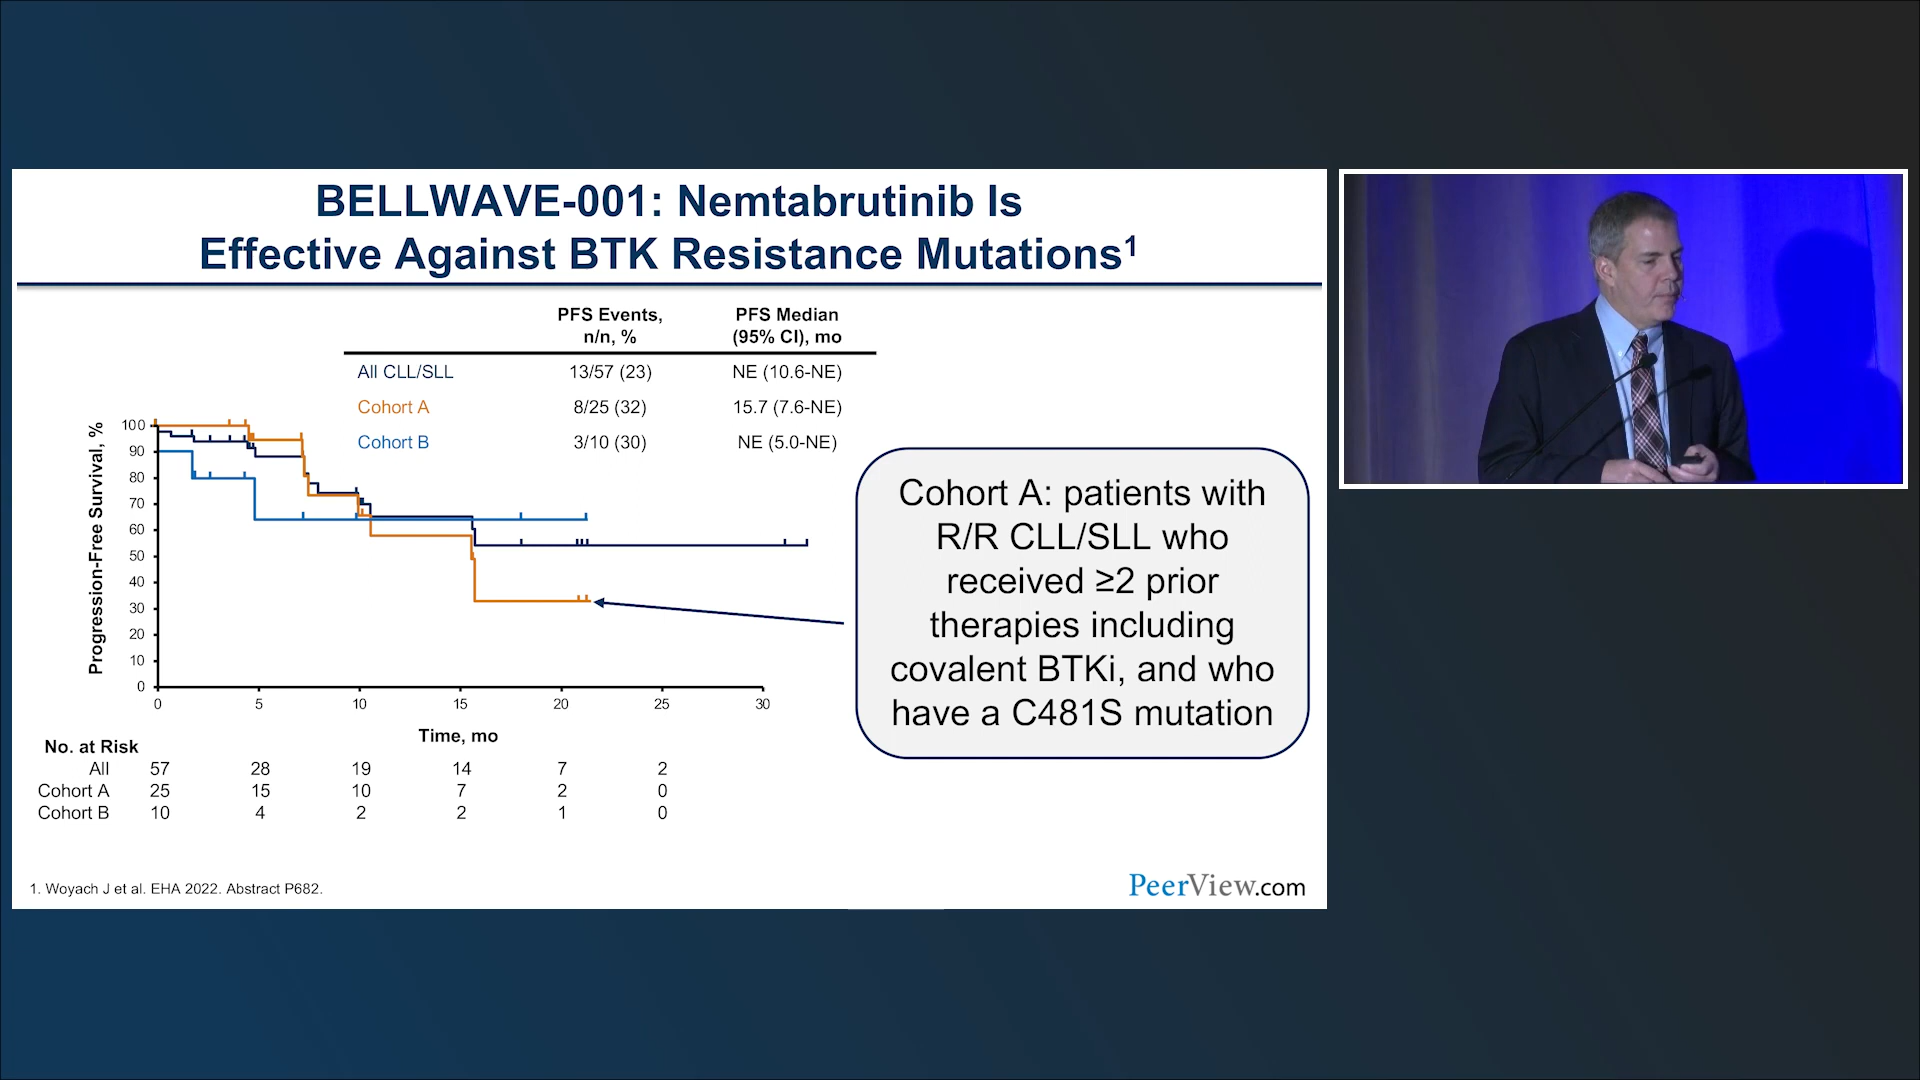 BELLWAVE-001: Nemtabrutinib Is
Effective Against BTK Resistance Mutations1
PFS Events, PFS Median
n/n, % (95% CI), mo
All CLL/SLL 13/57 (23) NE (10.6-NE)
Cohort A 8/25 (32) 15.7 (7.6-NE)
Cohort B 3/10 (30) NE (5.0-NE)
Progression-Free Survival, %
100
90
80
70
60
50
40
30
20
10
0
0 5 10 15 20 25 30
Time, mo
No. at Risk
All 57 28 19 14 7 2
Cohort A 25 15 10 7 2 0
Cohort B 10 4 2 2 1 0
Cohort A: patients with
R/R CLL/SLL who
received ≥2 prior
therapies including
covalent BTKi, and who
have a C481S mutation
1. Woyach J et al. EHA 2022. Abstract P682.
PeerView.com